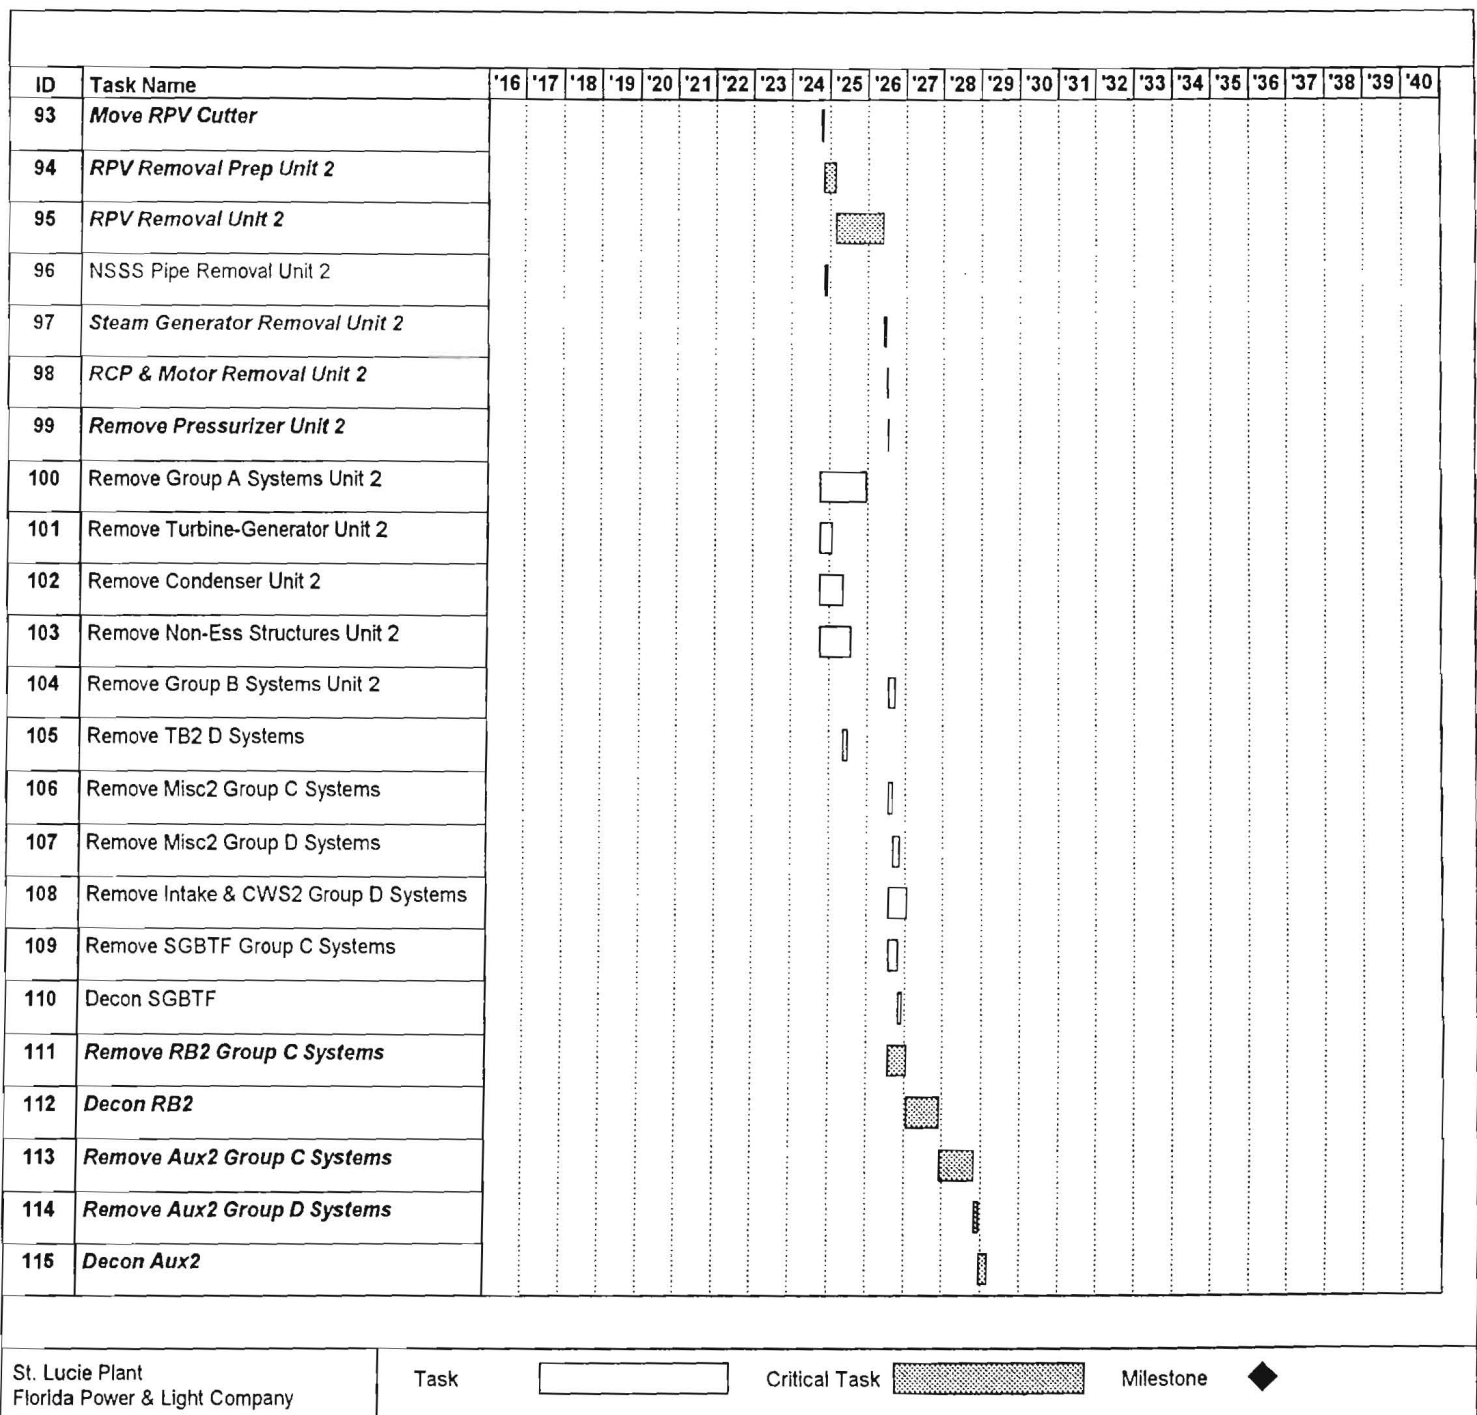 ID Task Name '16 '17 '18 '19 '20 '21 '22 '23 '24 '25 '26 '27 '28 '29 '30 '31 '32 '33 '34 '35 '36 '37 '38 '39 '40
93 Move RPV Cutter
94 RPV Removal Prep Unit 2
95 RPV Removal Unit 2
96 NSSS Pipe Removal Unit 2
97 Steam Generator Removal Unit 2
98 RCP & Motor Removal Unit 2
99 Remove Pressurizer Unit 2
100 Remove Group A Systems Unit 2
101 Remove Turbine-Generator Unit 2
102 Remove Condenser Unit 2
103 Remove Non-Ess Structures Unit 2
104 Remove Group B Systems Unit 2
105 Remove TB2 D Systems
106 Remove Misc2 Group C Systems
107 Remove Misc2 Group D Systems
108 Remove Intake & CWS2 Group D Systems
109 Remove SGBTF Group C Systems
110 Decon SGBTF
111 Remove RB2 Group C Systems
112 Decon RB2
113 Remove Aux2 Group C Systems
114 Remove Aux2 Group D Systems
115 Decon Aux2
St. Lucie Plant
Florida Power & Light Company
Task Critical Task Milestone